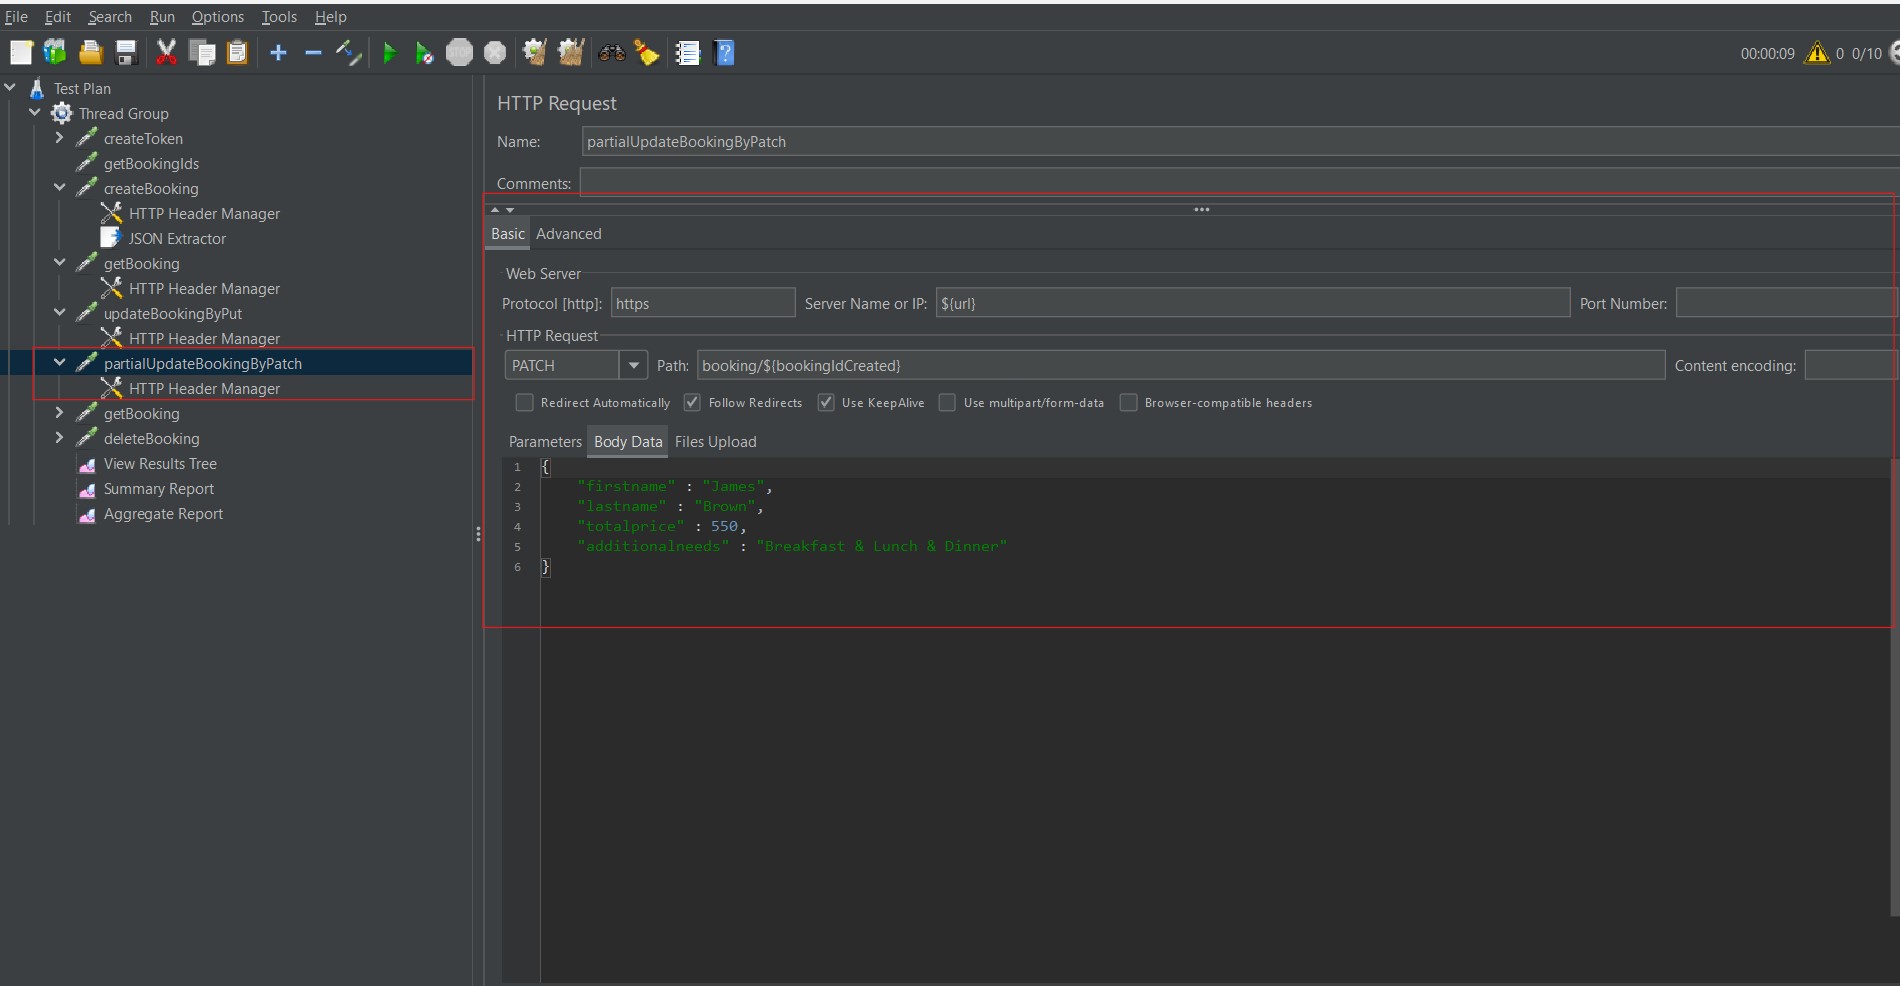 File Edit Search Run Options Tools Help
00:00:09 0 0/10
Test Plan
Thread Group
createToken
getBookingIds
createBooking
HTTP Header Manager
JSON Extractor
getBooking
HTTP Header Manager
updateBookingByPut
HTTP Header Manager
partialUpdateBookingByPatch
HTTP Header Manager
getBooking
deleteBooking
View Results Tree
Summary Report
Aggregate Report
HTTP Request
Name: partialUpdateBookingByPatch
Comments:
Basic Advanced
Web Server
Protocol [http]: https Server Name or IP: ${url} Port Number:
HTTP Request
PATCH Path: booking/${bookingIdCreated} Content encoding:
Redirect Automatically Follow Redirects Use KeepAlive Use multipart/form-data Browser-compatible headers
Parameters Body Data Files Upload
1 {
2 "firstname" : "James",
3 "lastname" : "Brown",
4 "totalprice" : 550,
5 "additionalneeds" : "Breakfast & Lunch & Dinner"
6 }